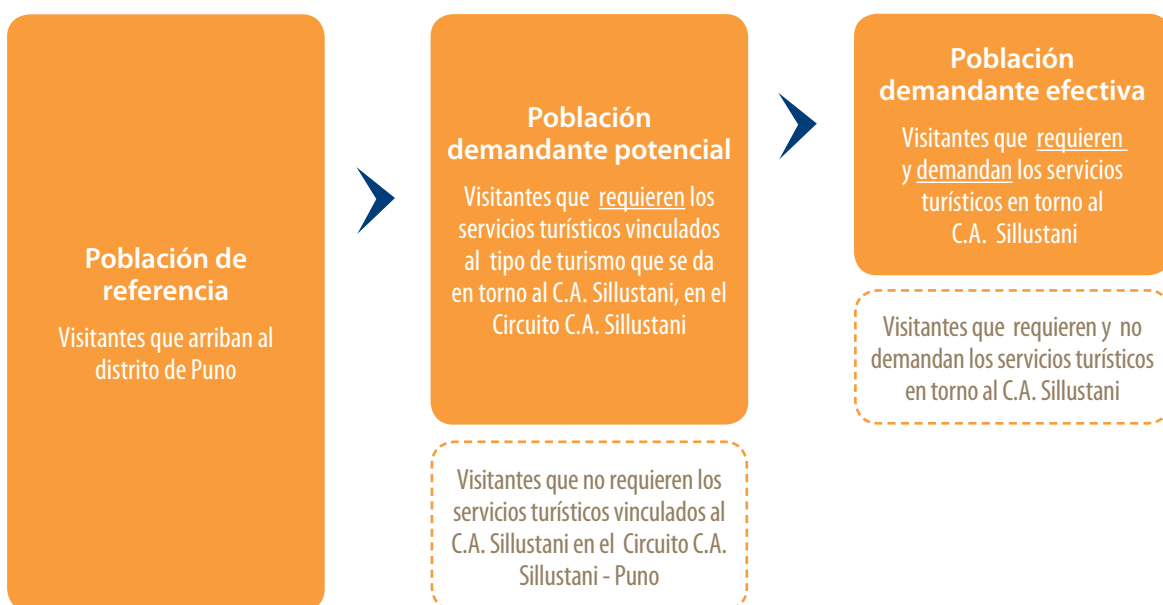 Población de
referencia
Visitantes que arriban al
distrito de Puno
Población
demandante potencial
Visitantes que requieren los
servicios turísticos vinculados
al tipo de turismo que se da
en torno al C.A. Sillustani, en el
Circuito C.A. Sillustani
Visitantes que no requieren los
servicios turísticos vinculados al
C.A. Sillustani en el Circuito C.A.
Sillustani - Puno
Población
demandante efectiva
Visitantes que requieren
y demandan los servicios
turísticos en torno al
C.A. Sillustani
Visitantes que requieren y no
demandan los servicios turísticos
en torno al C.A. Sillustani